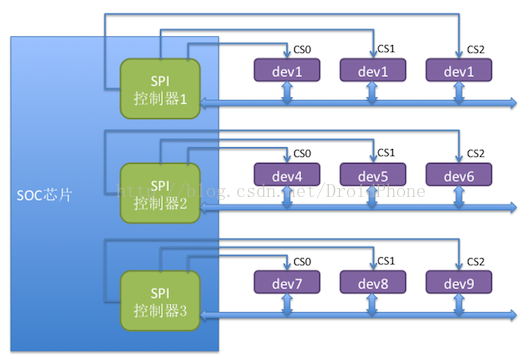 CS0 CS1 CS2
SPI 控制器1 dev1 dev1 dev1
CS0 CS1 CS2
SOC芯片 SPI 控制器2 dev4 dev5 dev6
http://blog.csdn.net/DroidPhone
CS0 CS1 CS2
SPI 控制器3 dev7 dev8 dev9